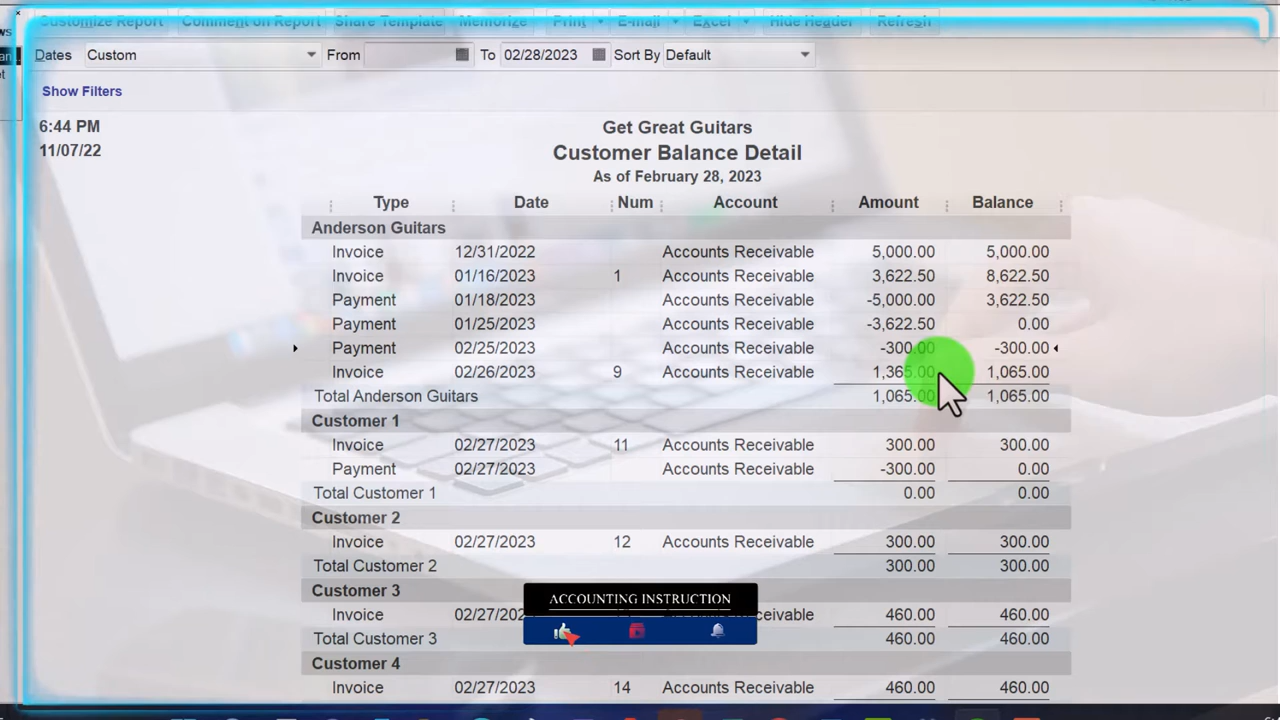 Customize Report Comment on Report Share Template Memorize Print E-mail Excel Hide Header Refresh
Dates Custom From To 02/28/2023 Sort By Default
Show Filters
6:44 PM
11/07/22
Get Great Guitars
Customer Balance Detail
As of February 28, 2023
Type Date Num Account Amount Balance
Anderson Guitars
Invoice 12/31/2022 Accounts Receivable 5,000.00 5,000.00
Invoice 01/16/2023 1 Accounts Receivable 3,622.50 8,622.50
Payment 01/18/2023 Accounts Receivable -5,000.00 3,622.50
Payment 01/25/2023 Accounts Receivable -3,622.50 0.00
Payment 02/25/2023 Accounts Receivable -300.00 -300.00
Invoice 02/26/2023 9 Accounts Receivable 1,365.00 1,065.00
Total Anderson Guitars 1,065.00 1,065.00
Customer 1
Invoice 02/27/2023 11 Accounts Receivable 300.00 300.00
Payment 02/27/2023 Accounts Receivable -300.00 0.00
Total Customer 1 0.00 0.00
Customer 2
Invoice 02/27/2023 12 Accounts Receivable 300.00 300.00
Total Customer 2 300.00 300.00
Customer 3
ACCOUNTING INSTRUCTION
Invoice 460.00 460.00
Total Customer 3 460.00 460.00
Customer 4
Invoice 02/27/2023 14 Accounts Receivable 460.00 460.00